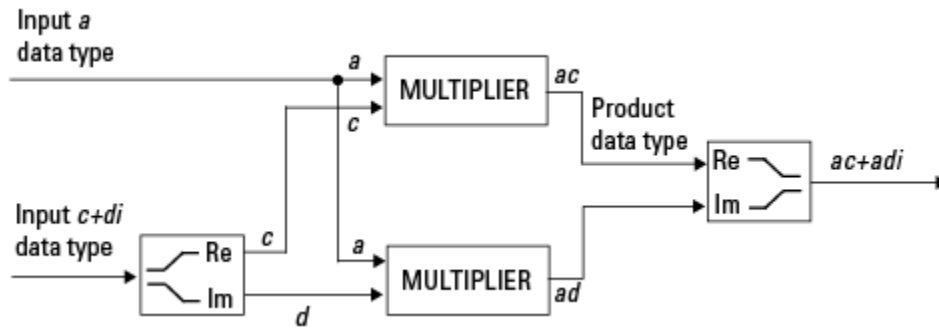 Input a
data type
a
MULTIPLIER
ac
c
Product
data type
Re
Im
ac+adi
Input c+di
data type
Re
Im
c
d
a
MULTIPLIER
ad